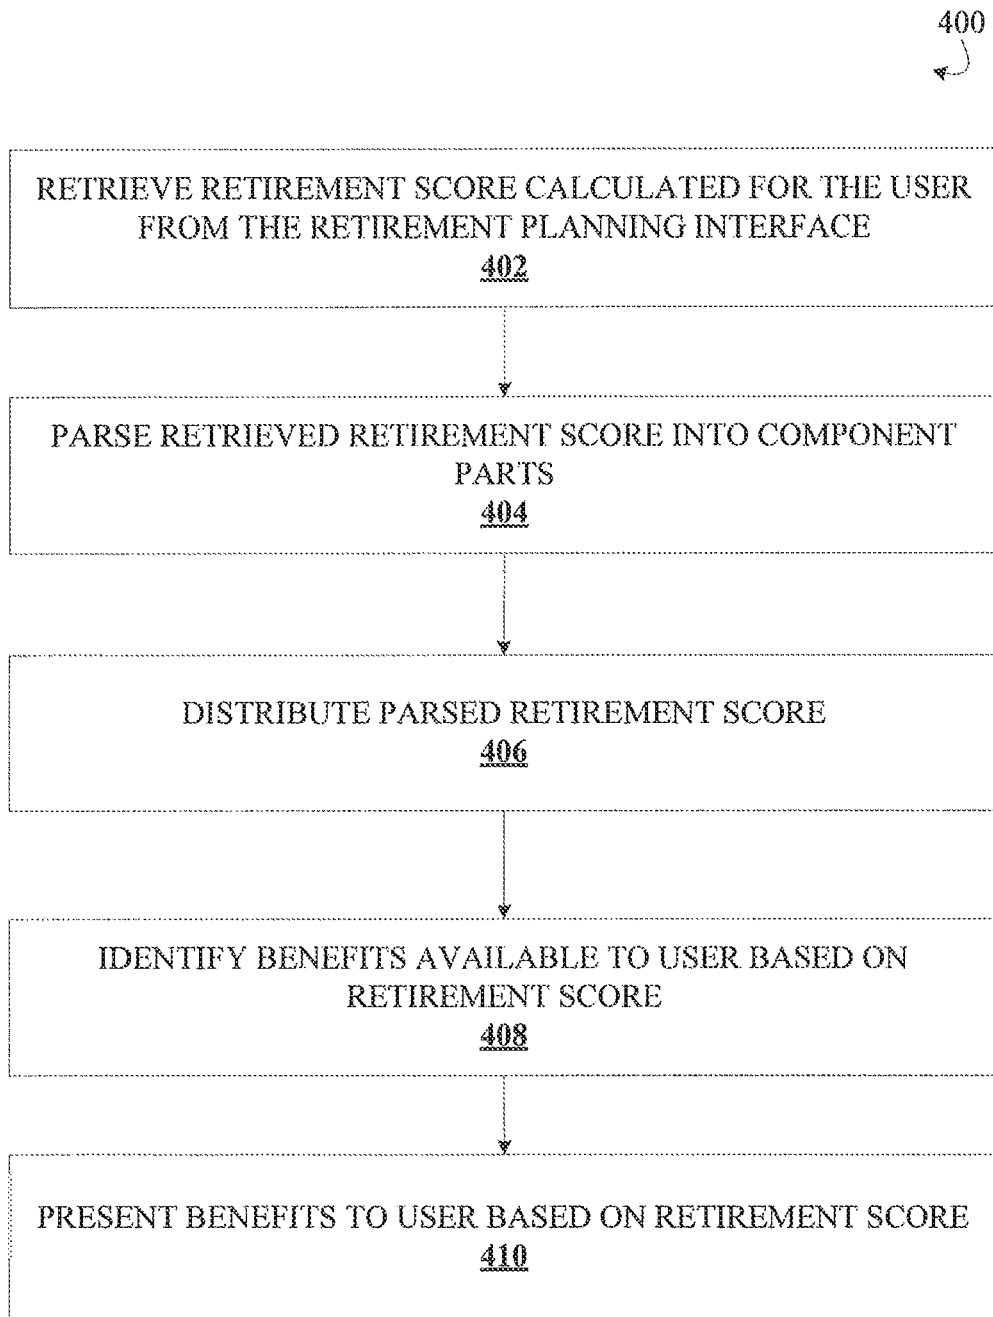 400
RETRIEVE RETIREMENT SCORE CALCULATED FOR THE USER
FROM THE RETIREMENT PLANNING INTERFACE
402
PARSE RETRIEVED RETIREMENT SCORE INTO COMPONENT
PARTS
404
DISTRIBUTE PARSED RETIREMENT SCORE
406
IDENTIFY BENEFITS AVAILABLE TO USER BASED ON
RETIREMENT SCORE
408
PRESENT BENEFITS TO USER BASED ON RETIREMENT SCORE
410